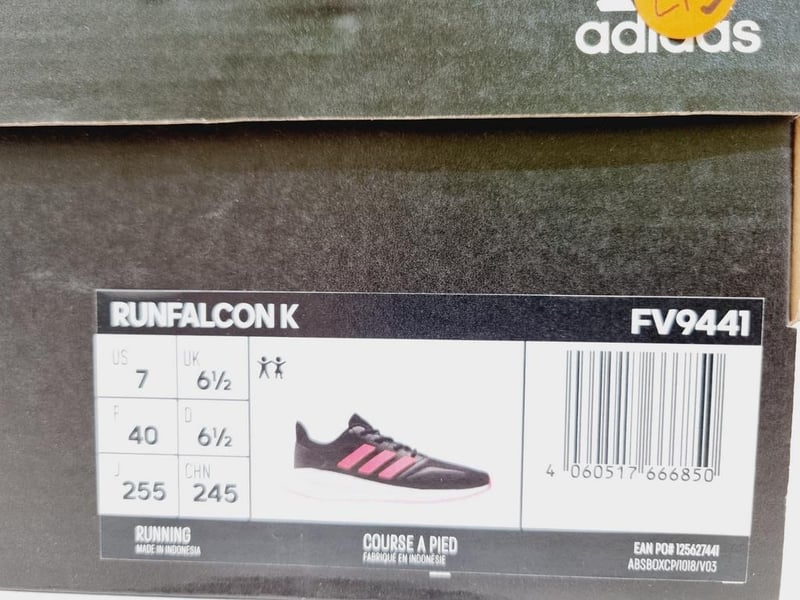 adidas
RUNFALCON K FV9441
US 7 UK 6½
F 40 D 6½
J 255 CHN 245
4 060517 666850
RUNNING
MADE IN INDONESIA
COURSE A PIED
FABRIQUÉ EN INDONÉSIE
EAN PO# 125627441
ABSBOXCP/1018/V03